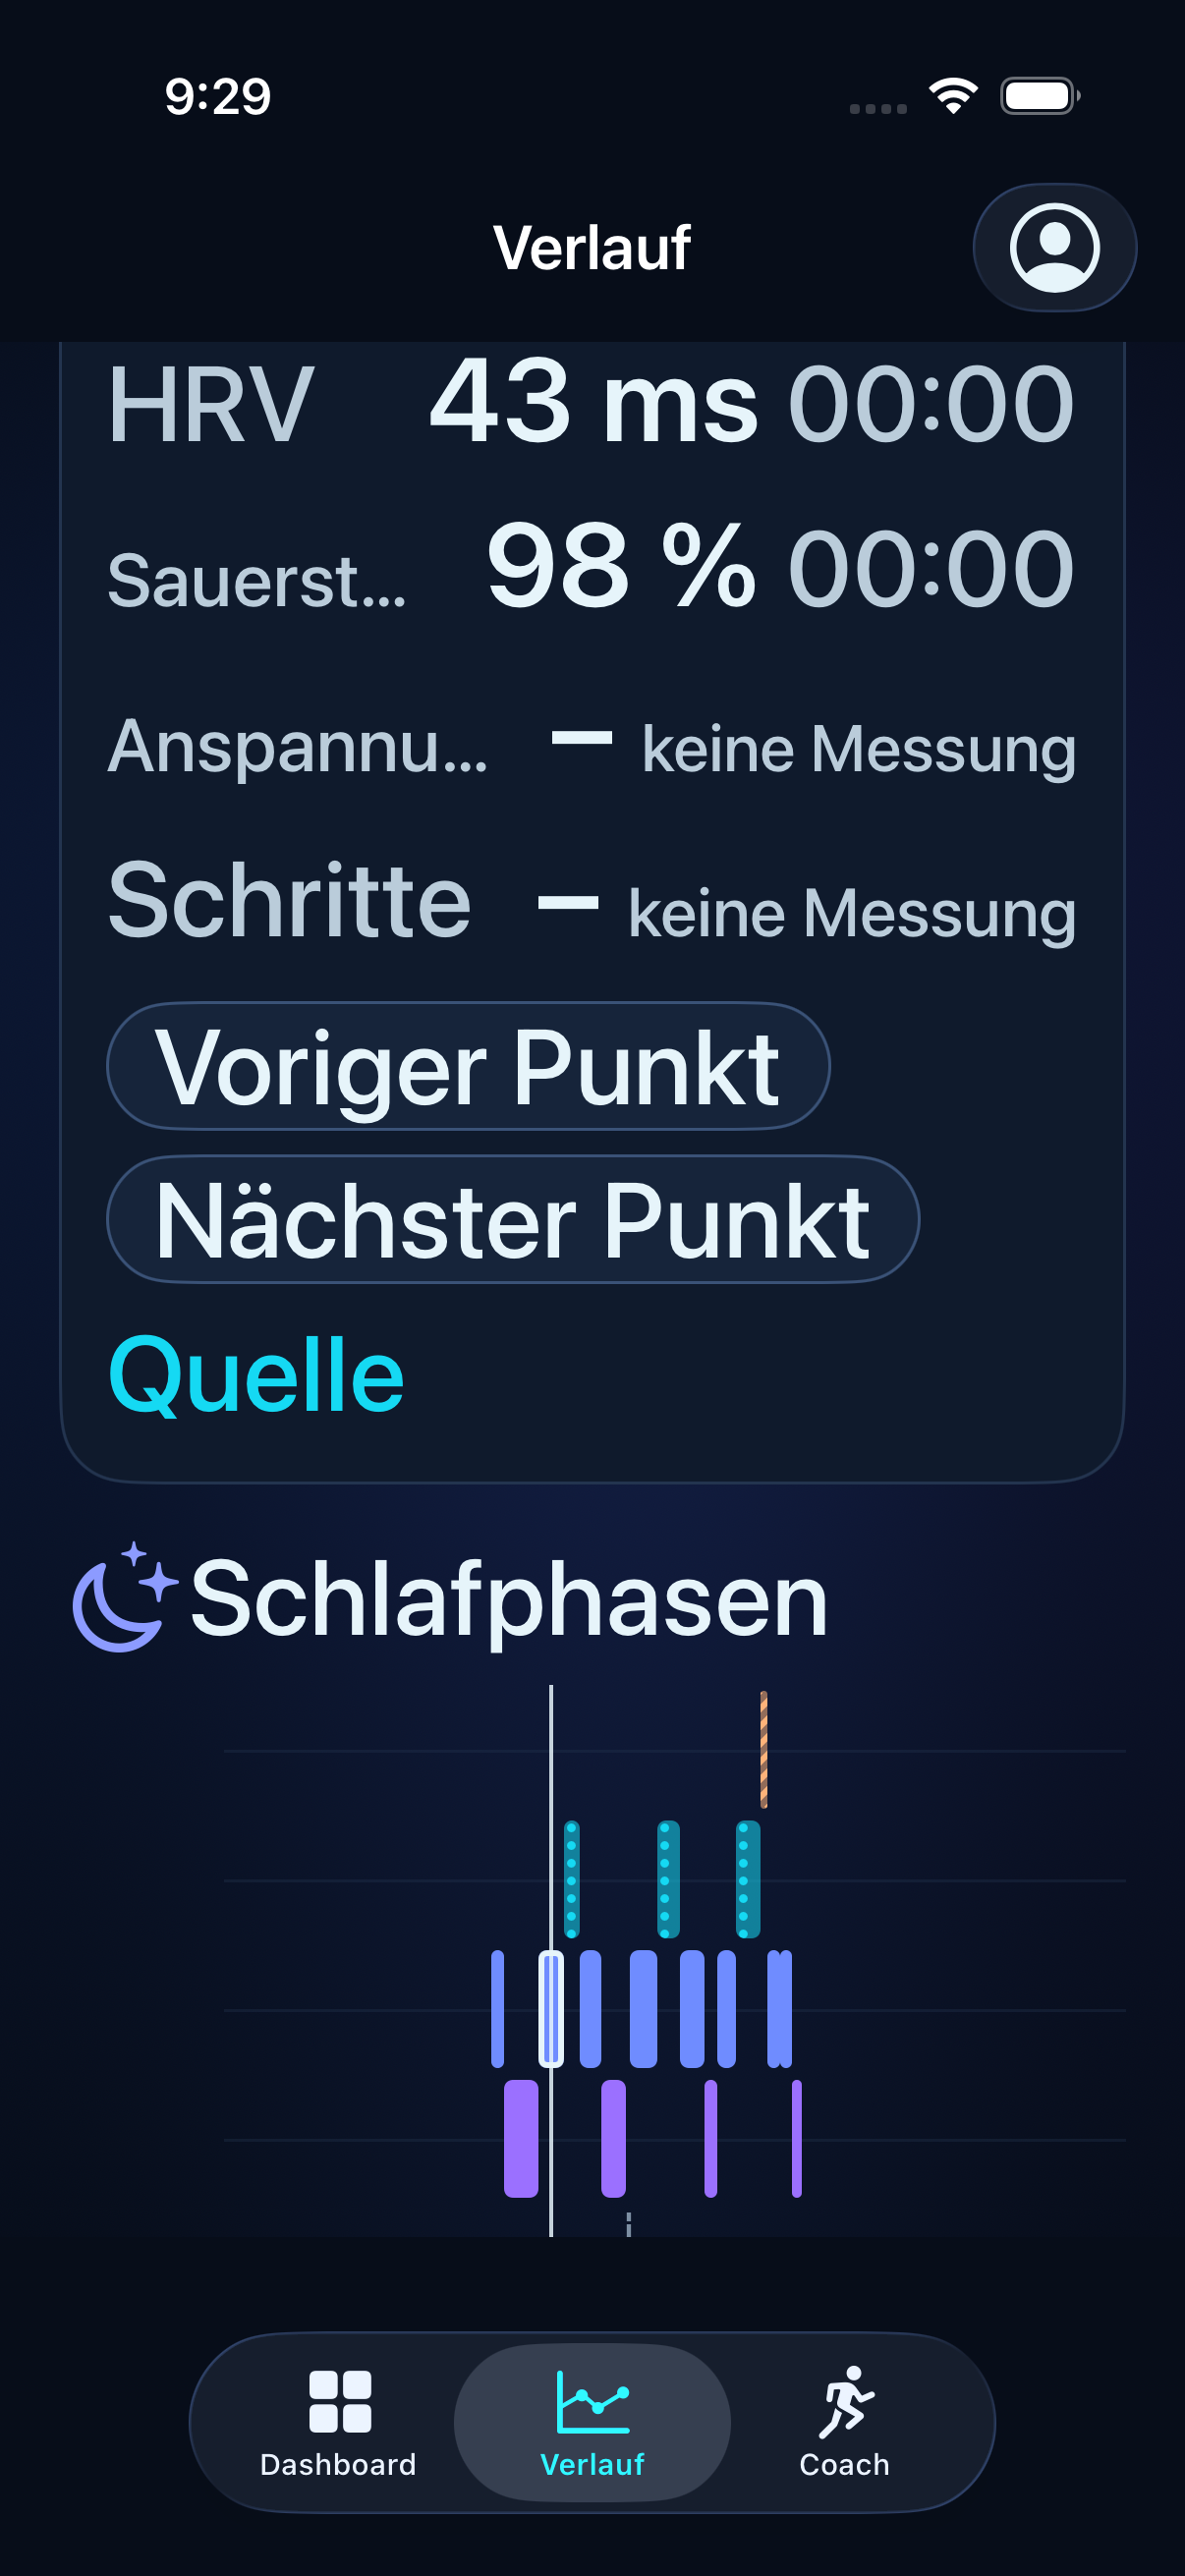 9:29
Verlauf
HRV 43 ms 00:00
Sauerst... 98 % 00:00
Anspannu... – keine Messung
Schritte – keine Messung
Voriger Punkt
Nächster Punkt
Quelle
Schlafphasen
Dashboard Verlauf Coach